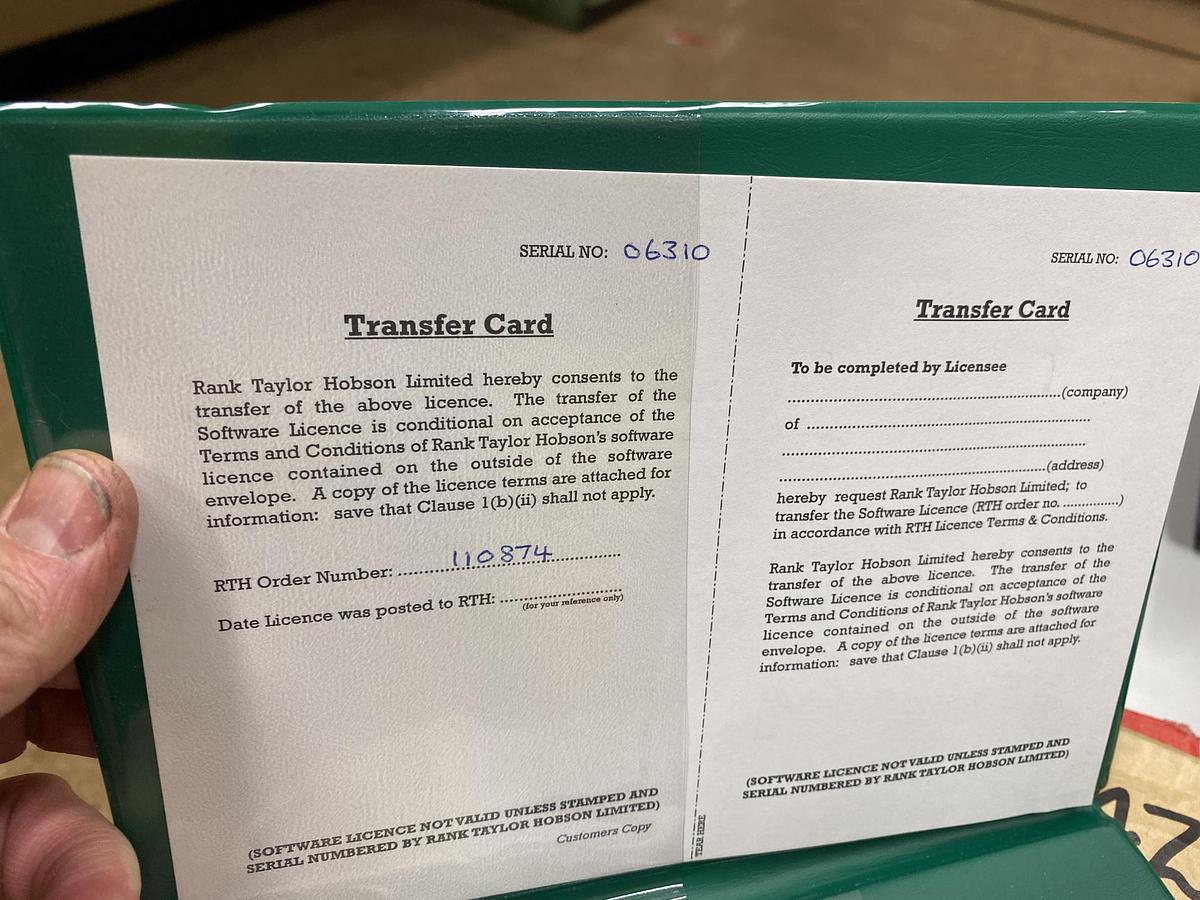 SERIAL NO: 06310
Transfer Card
Rank Taylor Hobson Limited hereby consents to the
transfer of the above licence. The transfer of the
Software Licence is conditional on acceptance of the
Terms and Conditions of Rank Taylor Hobson's software
licence contained on the outside of the software
envelope. A copy of the licence terms are attached for
information: save that Clause 1(b)(ii) shall not apply.
RTH Order Number: ........110874..............
Date Licence was posted to RTH: ........................
(for your reference only)
(SOFTWARE LICENCE NOT VALID UNLESS STAMPED AND
SERIAL NUMBERED BY RANK TAYLOR HOBSON LIMITED)
Customers Copy
TEAR HERE
SERIAL NO: 06310
Transfer Card
To be completed by Licensee
............................................................(company)
of ..............................................................
..................................................................
..........................................................(address)
hereby request Rank Taylor Hobson Limited; to
transfer the Software Licence (RTH order no. .............)
in accordance with RTH Licence Terms & Conditions.
Rank Taylor Hobson Limited hereby consents to the
transfer of the above licence. The transfer of the
Software Licence is conditional on acceptance of the
Terms and Conditions of Rank Taylor Hobson's software
licence contained on the outside of the software
envelope. A copy of the licence terms are attached for
information: save that Clause 1(b)(ii) shall not apply.
(SOFTWARE LICENCE NOT VALID UNLESS STAMPED AND
SERIAL NUMBERED BY RANK TAYLOR HOBSON LIMITED)